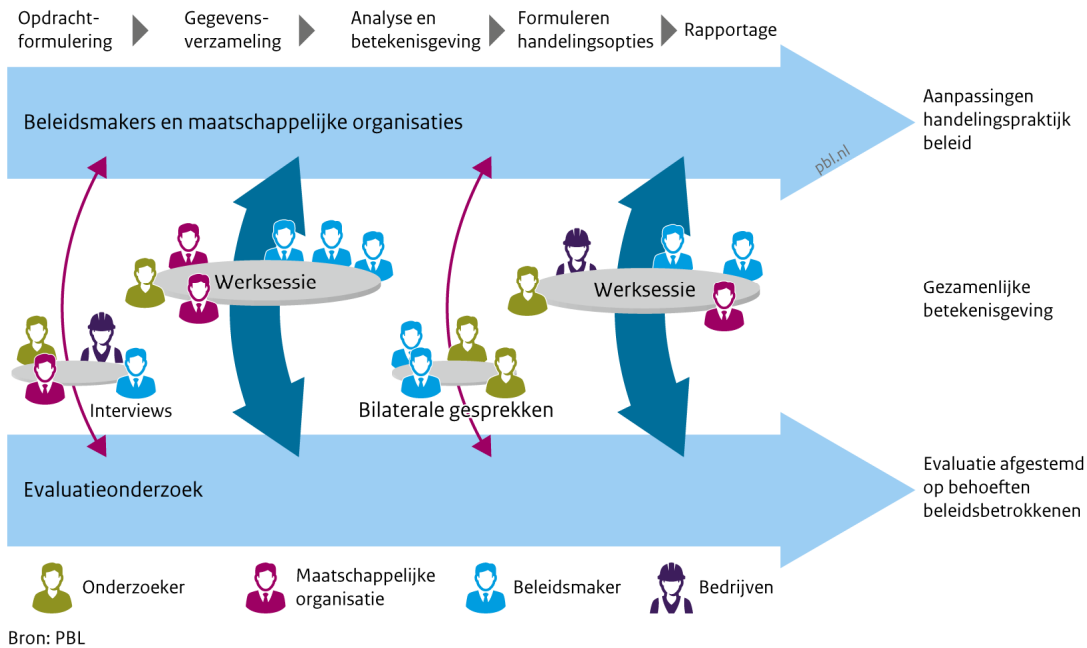 Opdracht-
formulering
Gegevens-
verzameling
Analyse en
betekenisgeving
Formuleren
handelingsopties
Rapportage
Beleidsmakers en maatschappelijke organisaties
Aanpassingen
handelingspraktijk
beleid
pbl.nl
Werksessie
Werksessie
Gezamenlijke
betekenisgeving
Interviews
Bilaterale gesprekken
Evaluatieonderzoek
Evaluatie afgestemd
op behoeften
beleidsbetrokkenen
Onderzoeker
Maatschappelijke
organisatie
Beleidsmaker
Bedrijven
Bron: PBL